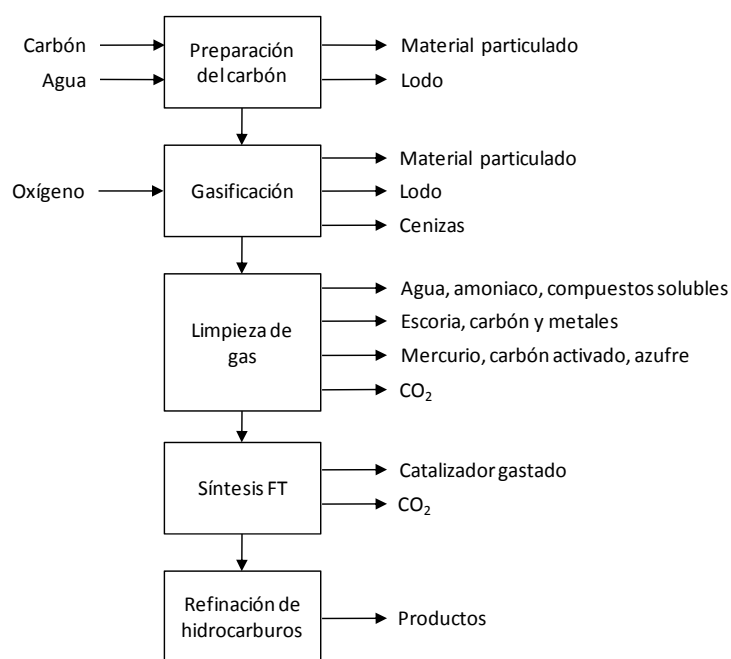 Carbón
Agua
Preparación
del carbón
Material particulado
Lodo
Oxígeno
Gasificación
Material particulado
Lodo
Cenizas
Limpieza de
gas
Agua, amoniaco, compuestos solubles
Escoria, carbón y metales
Mercurio, carbón activado, azufre
CO₂
Síntesis FT
Catalizador gastado
CO₂
Refinación de
hidrocarburos
Productos